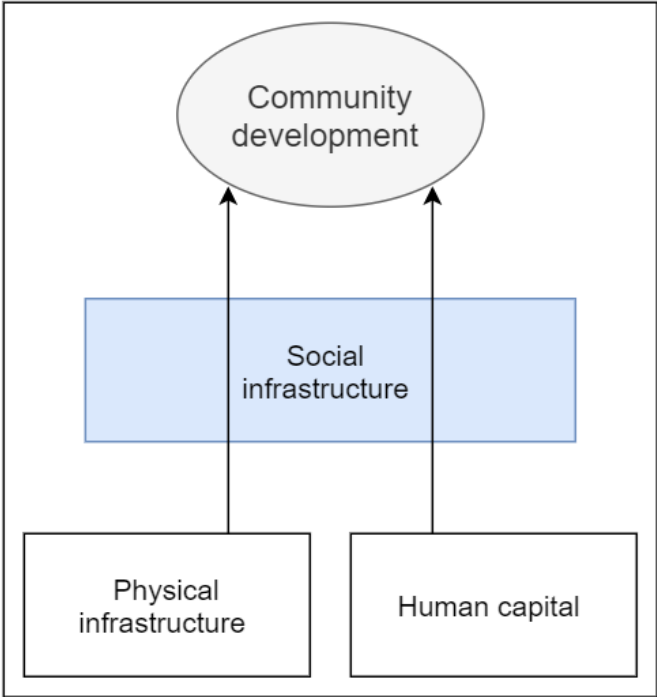 Community
development
Social
infrastructure
Physical
infrastructure
Human capital